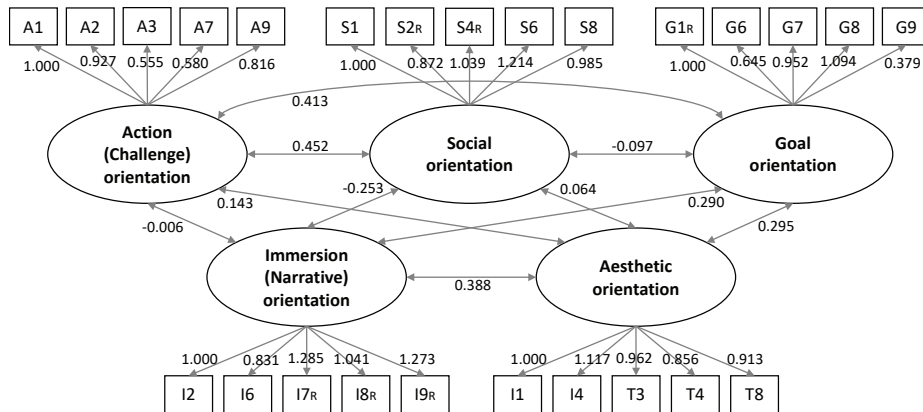 A1 A2 A3 A7 A9 S1 S2R S4R S6 S8 G1R G6 G7 G8 G9
1.000 0.927 0.555 0.580 0.816 1.000 0.872 1.039 1.214 0.985 1.000 0.645 0.952 1.094 0.379
0.413
Action
(Challenge)
orientation
0.452
Social
orientation
-0.097
Goal
orientation
-0.006
0.143
-0.253
0.064
0.290
0.295
Immersion
(Narrative)
orientation
0.388
Aesthetic
orientation
1.000 0.831 1.285 1.041 1.273 1.000 1.117 0.962 0.856 0.913
I2 I6 I7R I8R I9R I1 I4 T3 T4 T8